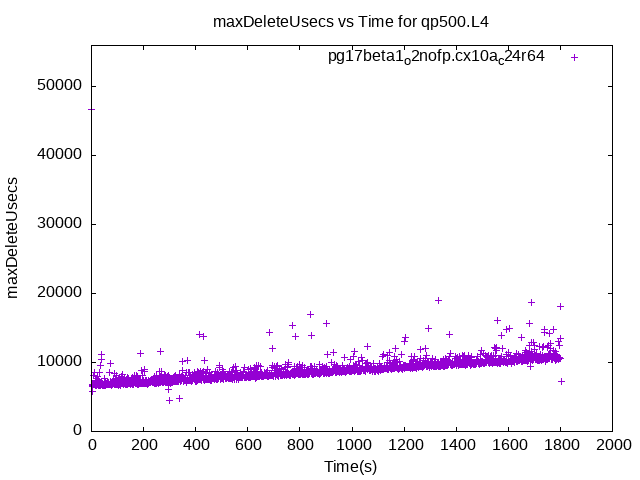 maxDeleteUsecs vs Time for qp500.L4
pg17beta1_o2nofp.cx10a_c24r64
50000
40000
30000
20000
10000
0
maxDeleteUsecs
0 200 400 600 800 1000 1200 1400 1600 1800 2000
Time(s)